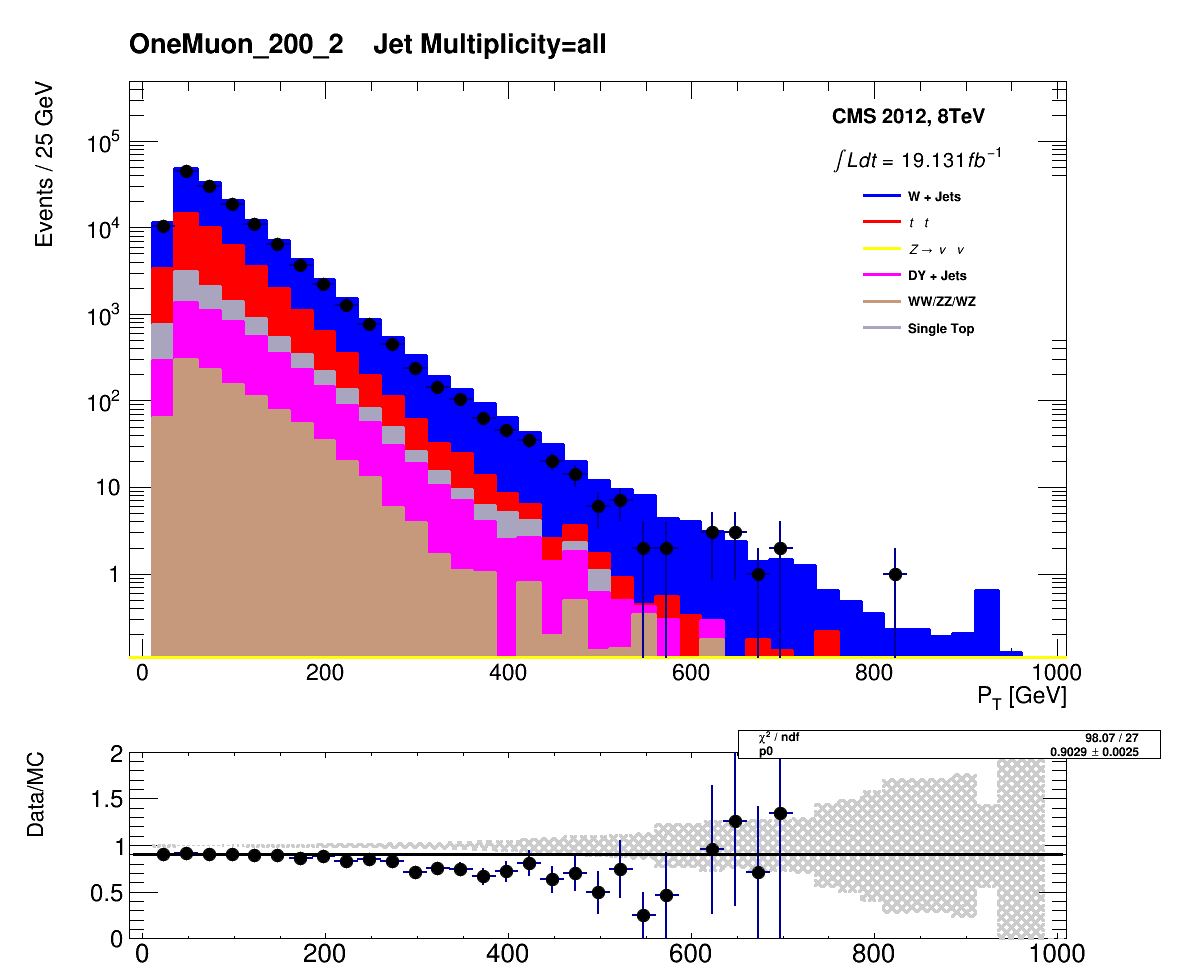 OneMuon_200_2 Jet Multiplicity=all
Events / 25 GeV
10⁵
10⁴
10³
10²
10
1
CMS 2012, 8TeV
∫Ldt = 19.131fb⁻¹
W + Jets
t t
Z → ν ν
DY + Jets
WW/ZZ/WZ
Single Top
0 200 400 600 800 1000
P_T [GeV]
χ² / ndf 98.07 / 27
p0 0.9029 ± 0.0025
Data/MC
2
1.5
1
0.5
0
0 200 400 600 800 1000